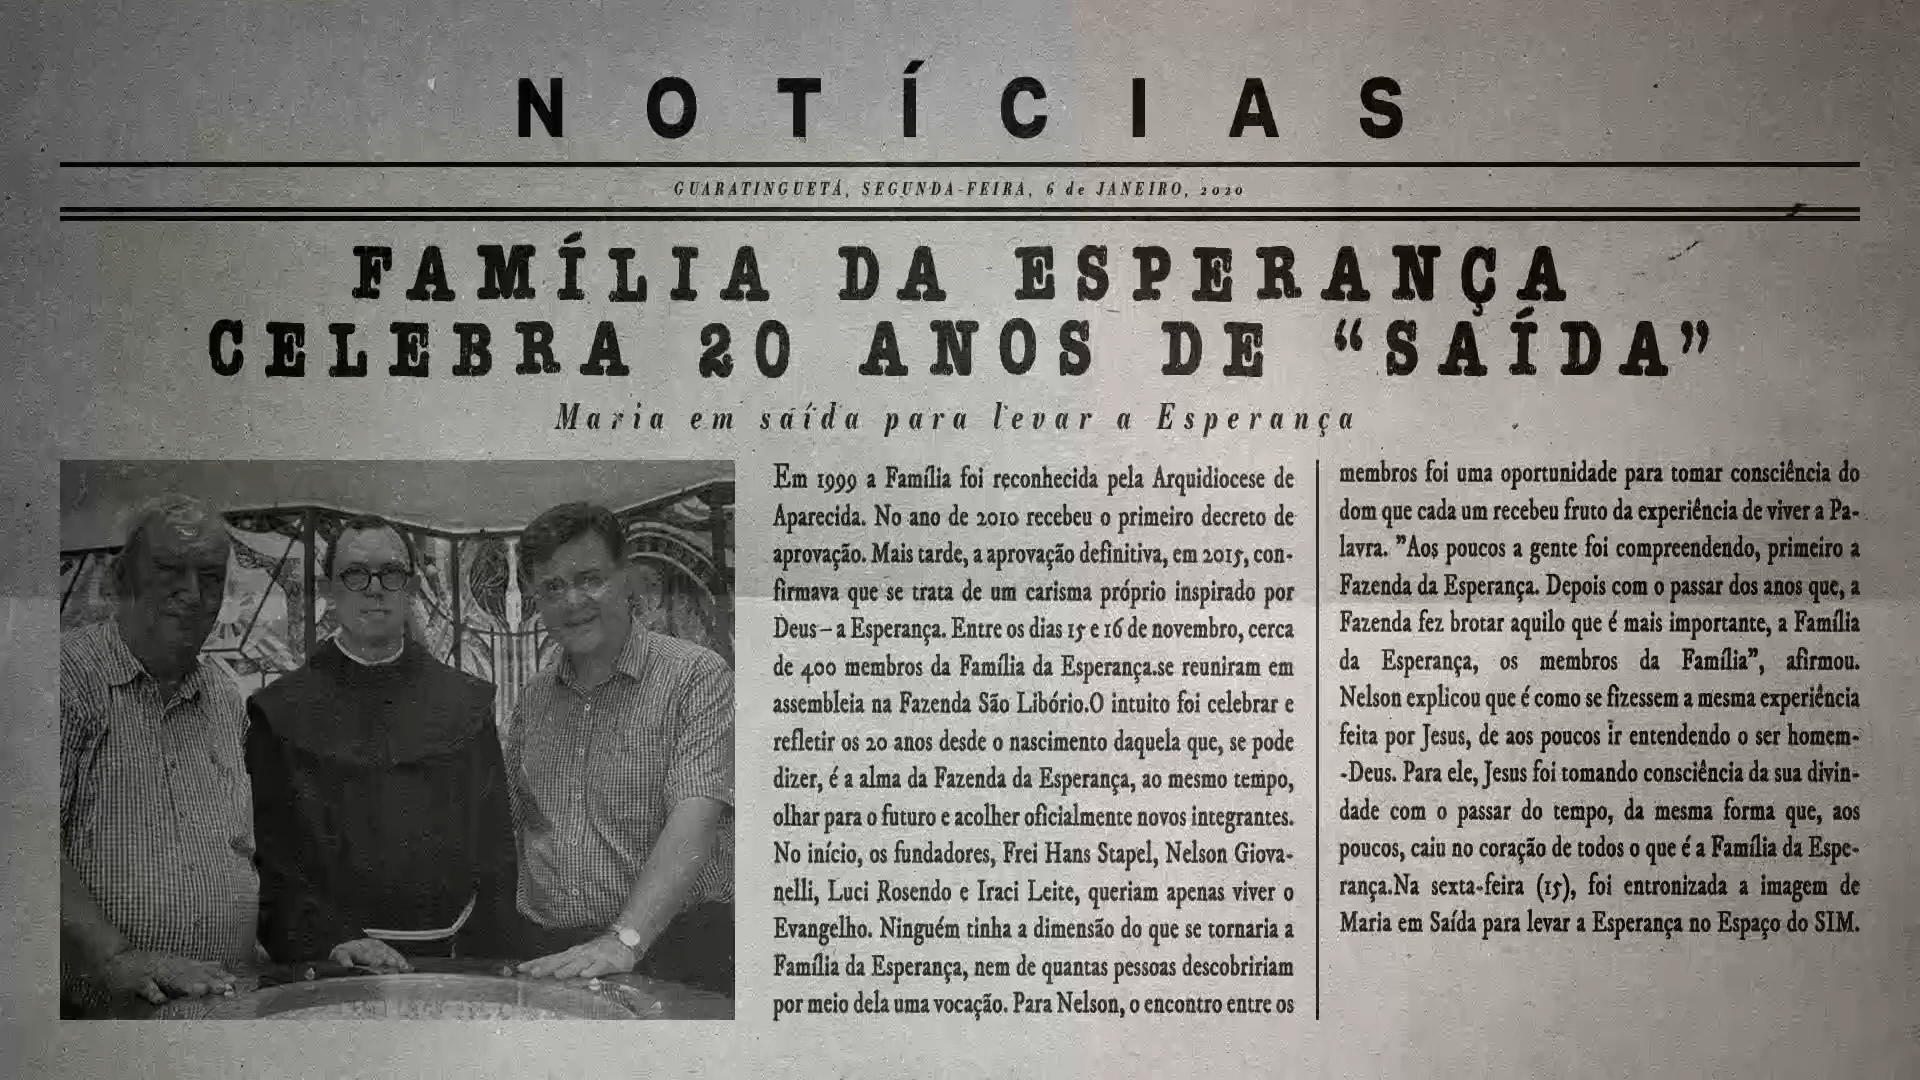 NOTÍCIAS
GUARATINGUETÁ, SEGUNDA-FEIRA, 6 de JANEIRO, 2020
FAMÍLIA DA ESPERANÇA
CELEBRA 20 ANOS DE “SAÍDA”
Maria em saída para levar a Esperança
Em 1999 a Família foi reconhecida pela Arquidiocese de
Aparecida. No ano de 2010 recebeu o primeiro decreto de
aprovação. Mais tarde, a aprovação definitiva, em 2015, con-
firmava que se trata de um carisma próprio inspirado por
Deus – a Esperança. Entre os dias 15 e 16 de novembro, cerca
de 400 membros da Família da Esperança.se reuniram em
assembleia na Fazenda São Libório.O intuito foi celebrar e
refletir os 20 anos desde o nascimento daquela que, se pode
dizer, é a alma da Fazenda da Esperança, ao mesmo tempo,
olhar para o futuro e acolher oficialmente novos integrantes.
No início, os fundadores, Frei Hans Stapel, Nelson Giova-
nelli, Luci Rosendo e Iraci Leite, queriam apenas viver o
Evangelho. Ninguém tinha a dimensão do que se tornaria a
Família da Esperança, nem de quantas pessoas descobririam
por meio dela uma vocação. Para Nelson, o encontro entre os
membros foi uma oportunidade para tomar consciência do
dom que cada um recebeu fruto da experiência de viver a Pa-
lavra. ”Aos poucos a gente foi compreendendo, primeiro a
Fazenda da Esperança. Depois com o passar dos anos que, a
Fazenda fez brotar aquilo que é mais importante, a Família
da Esperança, os membros da Família”, afirmou.
Nelson explicou que é como se fizessem a mesma experiência
feita por Jesus, de aos poucos ir entendendo o ser homem-
-Deus. Para ele, Jesus foi tomando consciência da sua divin-
dade com o passar do tempo, da mesma forma que, aos
poucos, caiu no coração de todos o que é a Família da Espe-
rança.Na sexta-feira (15), foi entronizada a imagem de
Maria em Saída para levar a Esperança no Espaço do SIM.